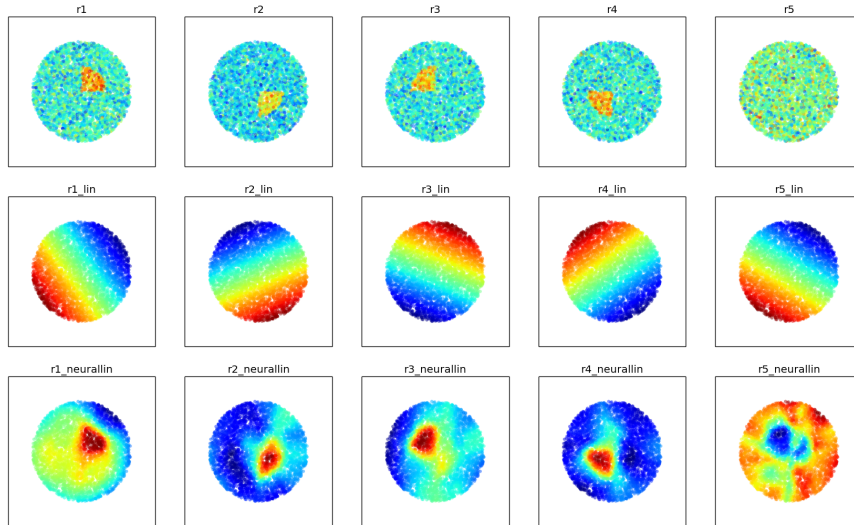 r1
r2
r3
r4
r5
r1_lin
r2_lin
r3_lin
r4_lin
r5_lin
r1_neurallin
r2_neurallin
r3_neurallin
r4_neurallin
r5_neurallin